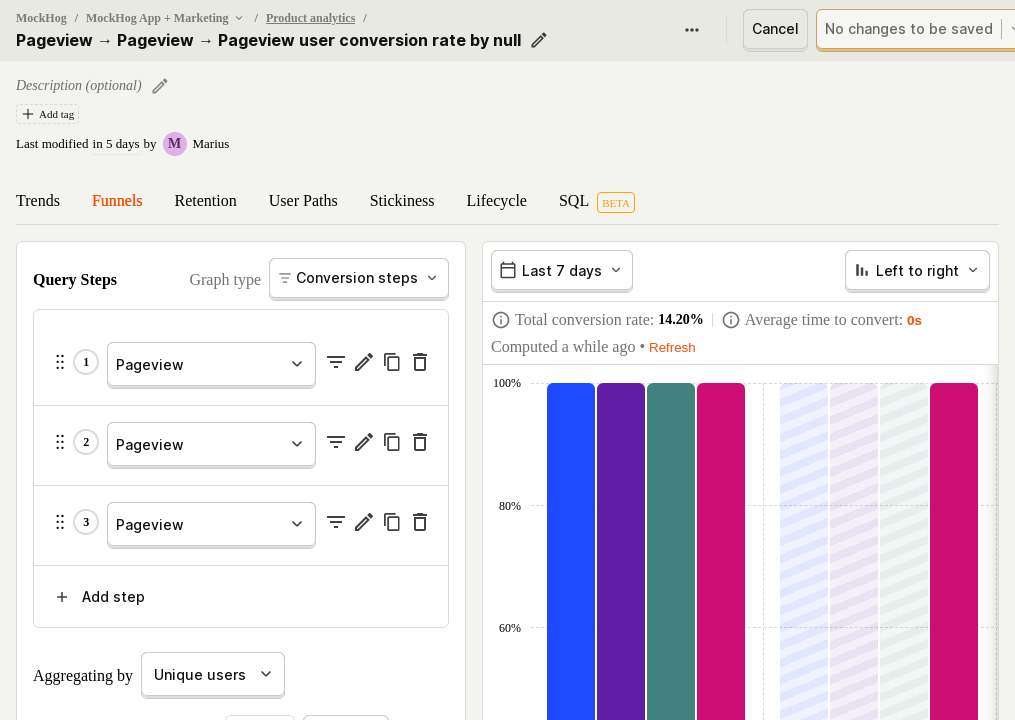 MockHog / MockHog App + Marketing / Product analytics /
Pageview → Pageview → Pageview user conversion rate by null
Cancel
No changes to be saved
Description (optional)
Add tag
Last modified in 5 days by M Marius
Trends Funnels Retention User Paths Stickiness Lifecycle SQL BETA
Query Steps Graph type Conversion steps
1 Pageview
2 Pageview
3 Pageview
+ Add step
Aggregating by Unique users
Last 7 days Left to right
Total conversion rate: 14.20% Average time to convert: 0s
Computed a while ago • Refresh
100%
80%
60%